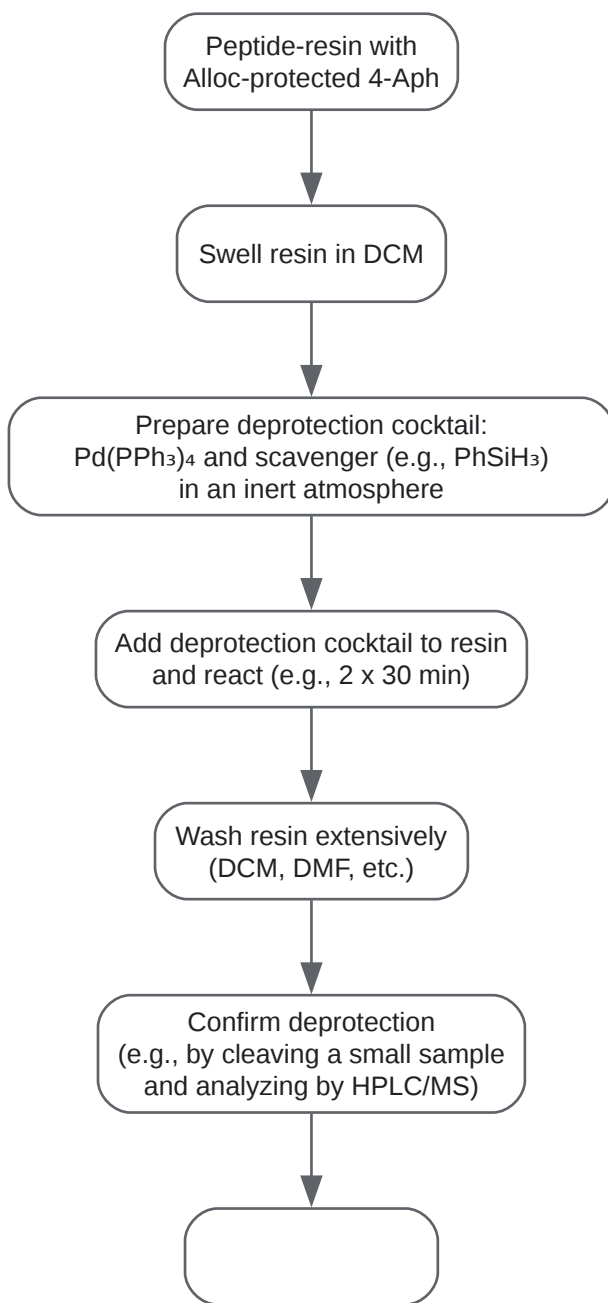 Peptide-resin with
Alloc-protected 4-Aph
Swell resin in DCM
Prepare deprotection cocktail:
Pd(PPh₃)₄ and scavenger (e.g., PhSiH₃)
in an inert atmosphere
Add deprotection cocktail to resin
and react (e.g., 2 x 30 min)
Wash resin extensively
(DCM, DMF, etc.)
Confirm deprotection
(e.g., by cleaving a small sample
and analyzing by HPLC/MS)